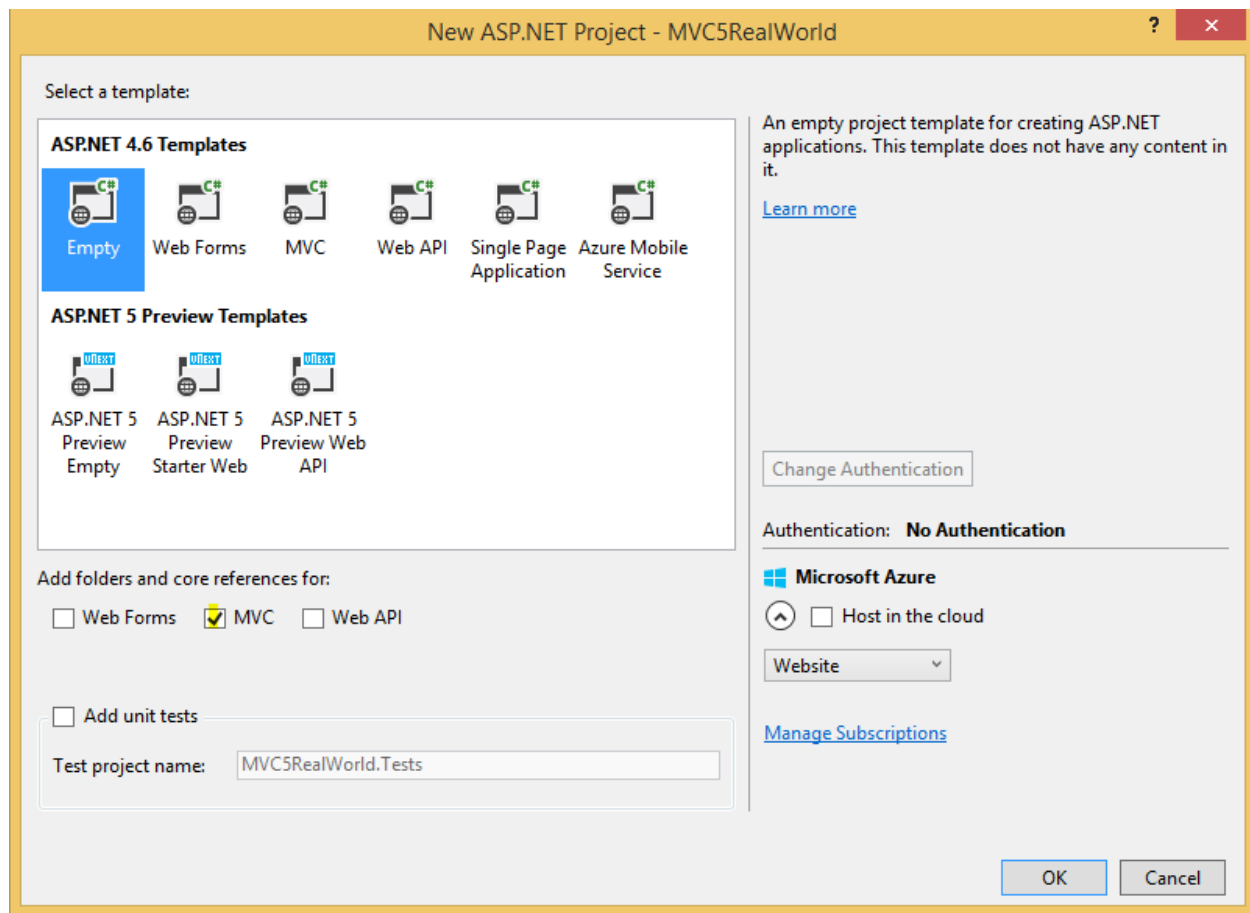 New ASP.NET Project - MVC5RealWorld
?
Select a template:
ASP.NET 4.6 Templates
C#
C#
C#
C#
C#
C#
Empty
Web Forms
MVC
Web API
Single Page
Application
Azure Mobile
Service
ASP.NET 5 Preview Templates
vNEXT
vNEXT
vNEXT
ASP.NET 5
Preview
Empty
ASP.NET 5
Preview
Starter Web
ASP.NET 5
Preview Web
API
Add folders and core references for:
Web Forms
MVC
Web API
Add unit tests
Test project name:
MVC5RealWorld.Tests
An empty project template for creating ASP.NET
applications. This template does not have any content in
it.
Learn more
Change Authentication
Authentication: No Authentication
Microsoft Azure
Host in the cloud
Website
Manage Subscriptions
OK
Cancel